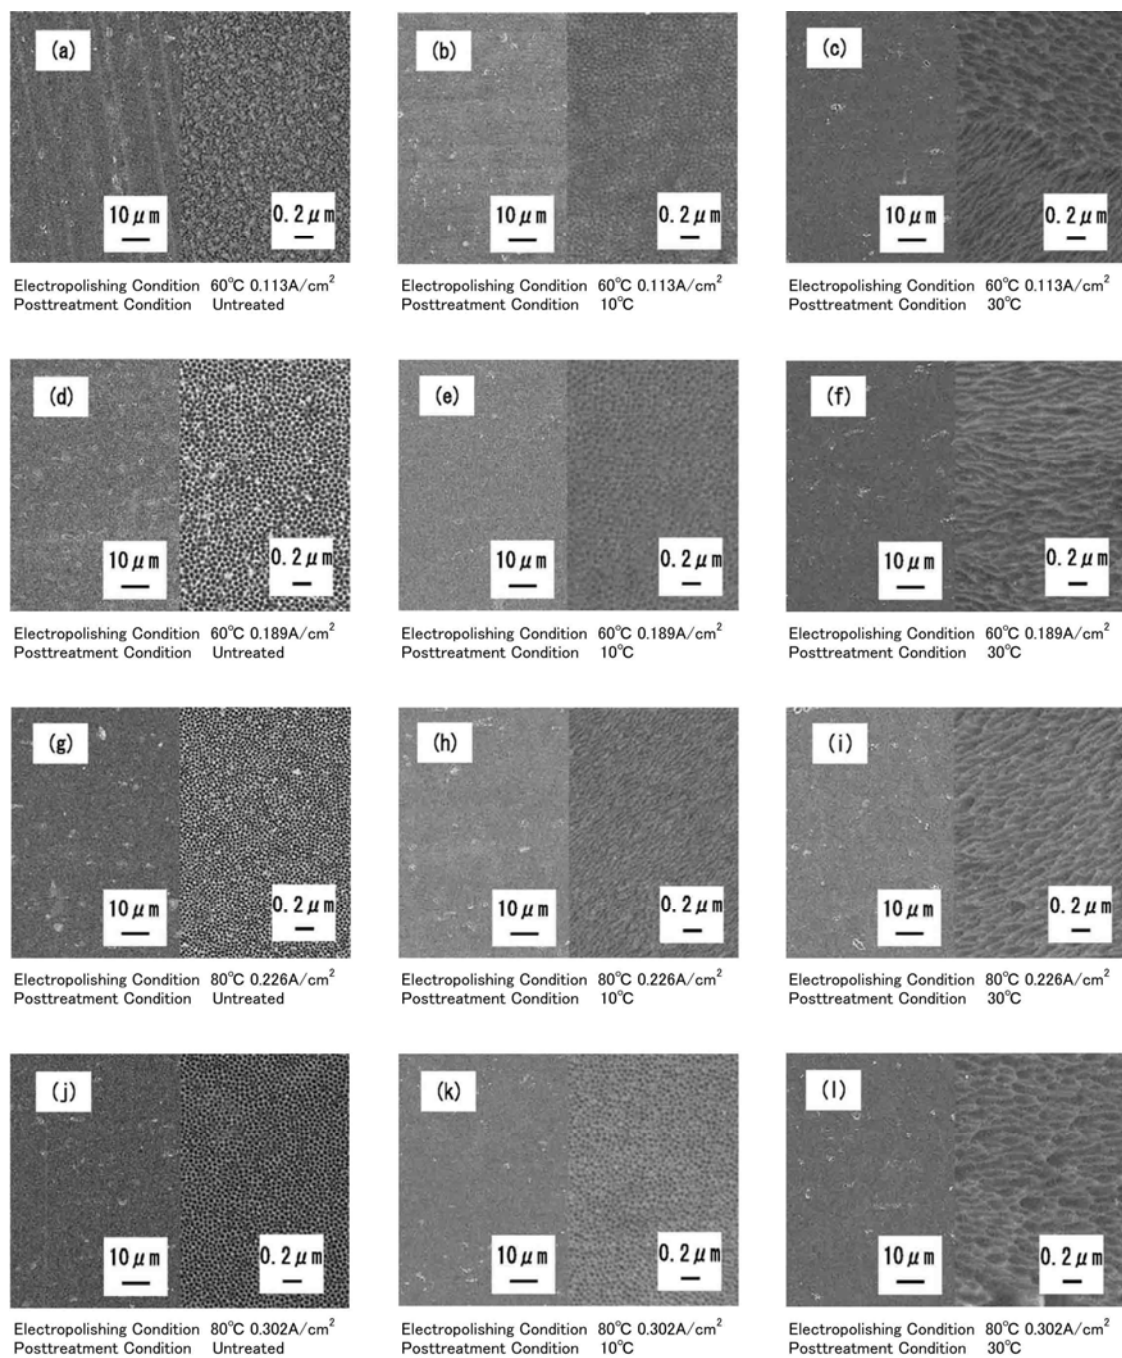 (a)
10μm
0.2μm
Electropolishing Condition 60℃ 0.113A/cm²
Posttreatment Condition Untreated
(b)
10μm
0.2μm
Electropolishing Condition 60℃ 0.113A/cm²
Posttreatment Condition 10℃
(c)
10μm
0.2μm
Electropolishing Condition 60℃ 0.113A/cm²
Posttreatment Condition 30℃
(d)
10μm
0.2μm
Electropolishing Condition 60℃ 0.189A/cm²
Posttreatment Condition Untreated
(e)
10μm
0.2μm
Electropolishing Condition 60℃ 0.189A/cm²
Posttreatment Condition 10℃
(f)
10μm
0.2μm
Electropolishing Condition 60℃ 0.189A/cm²
Posttreatment Condition 30℃
(g)
10μm
0.2μm
Electropolishing Condition 80℃ 0.226A/cm²
Posttreatment Condition Untreated
(h)
10μm
0.2μm
Electropolishing Condition 80℃ 0.226A/cm²
Posttreatment Condition 10℃
(i)
10μm
0.2μm
Electropolishing Condition 80℃ 0.226A/cm²
Posttreatment Condition 30℃
(j)
10μm
0.2μm
Electropolishing Condition 80℃ 0.302A/cm²
Posttreatment Condition Untreated
(k)
10μm
0.2μm
Electropolishing Condition 80℃ 0.302A/cm²
Posttreatment Condition 10℃
(l)
10μm
0.2μm
Electropolishing Condition 80℃ 0.302A/cm²
Posttreatment Condition 30℃